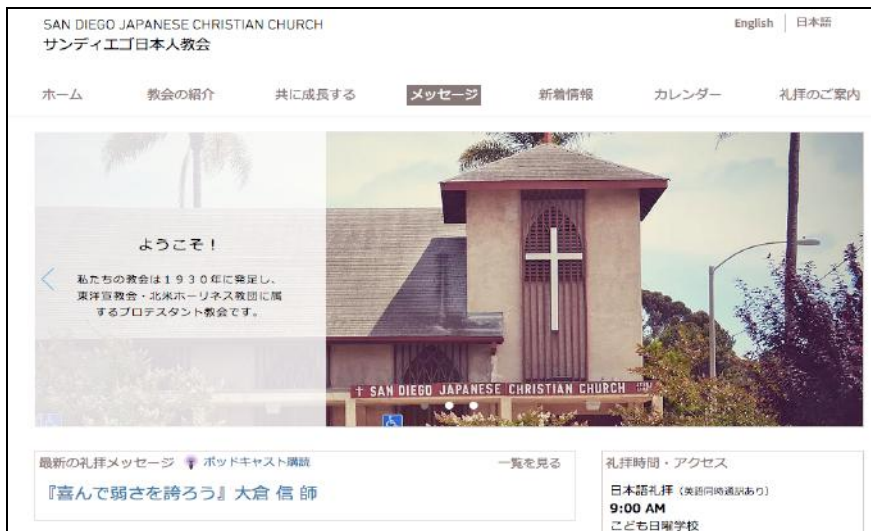 SAN DIEGO JAPANESE CHRISTIAN CHURCH
サンディエゴ日本人教会
English 日本語
ホーム 教会の紹介 共に成長する メッセージ 新着情報 カレンダー 礼拝のご案内
ようこそ！
私たちの教会は１９３０年に発足し、
東洋宣教会・北米ホーリネス教団に属
するプロテスタント教会です。
SAN DIEGO JAPANESE CHRISTIAN CHURCH
最新の礼拝メッセージ ポッドキャスト購読 一覧を見る
『喜んで弱さを誇ろう』大倉 信 師
礼拝時間・アクセス
日本語礼拝（英語同時通訳あり）
9:00 AM
こども日曜学校